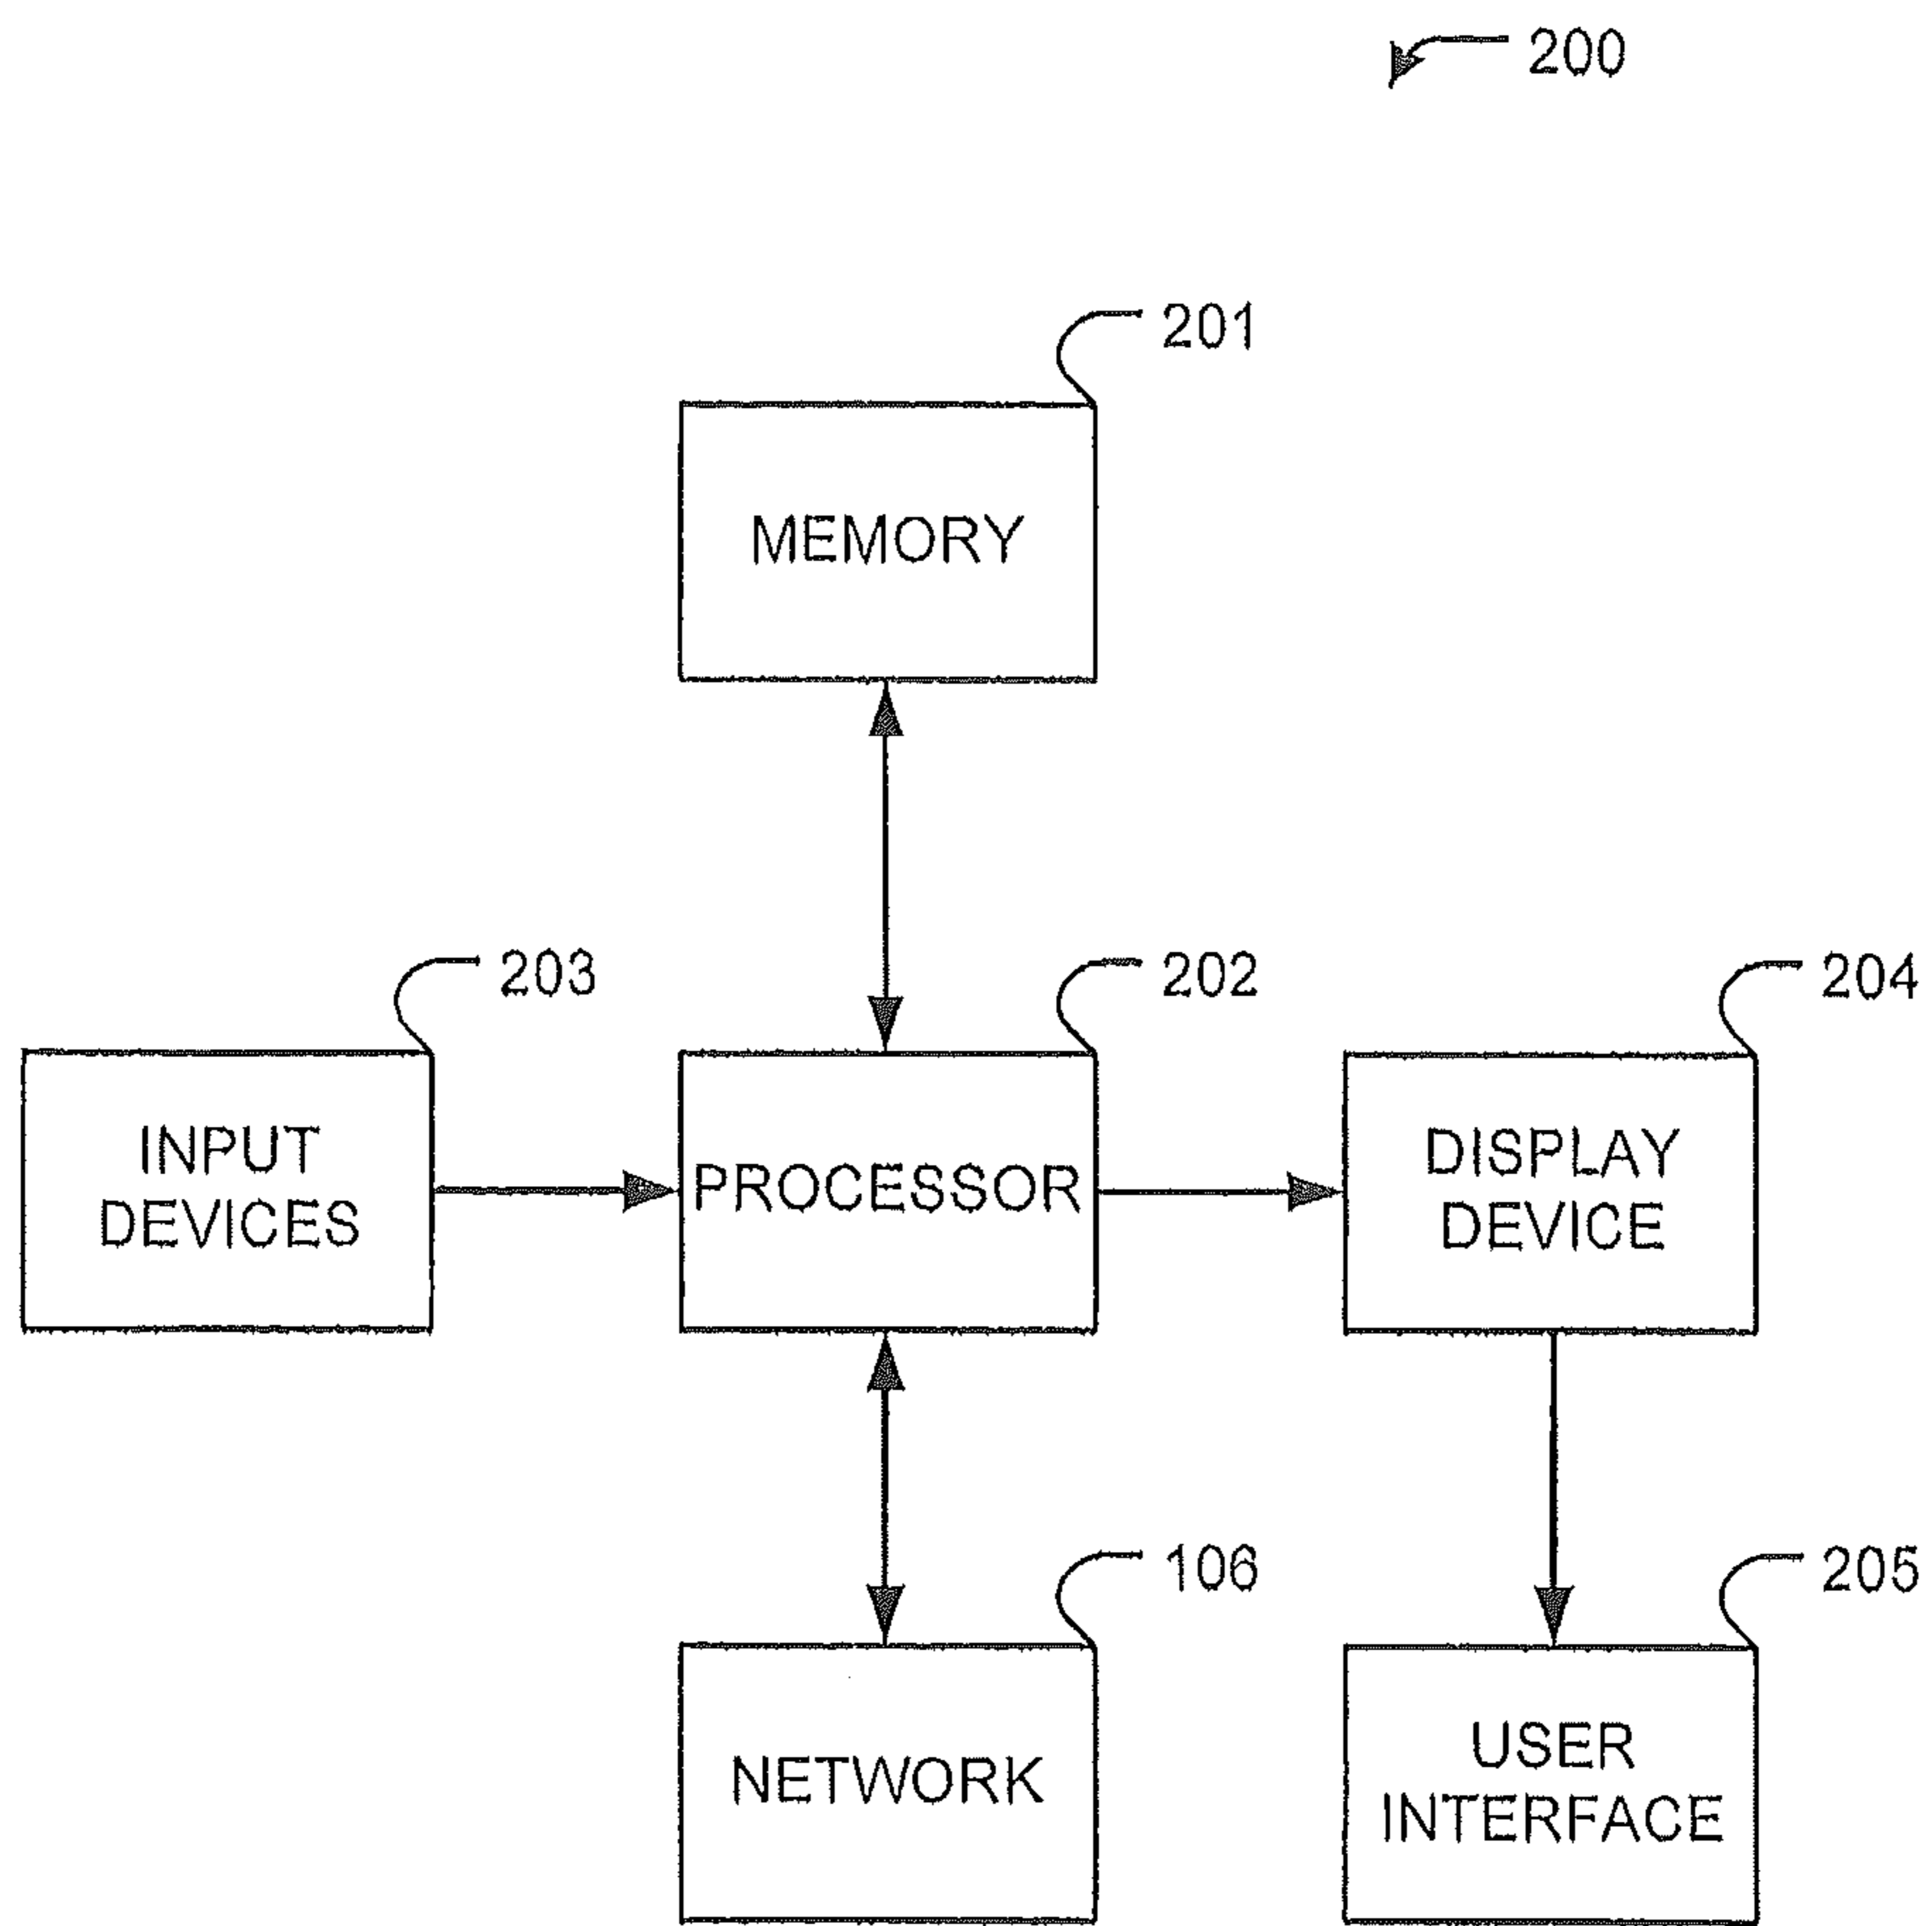 200
201
MEMORY
203
202
204
INPUT
DEVICES
PROCESSOR
DISPLAY
DEVICE
106
205
NETWORK
USER
INTERFACE